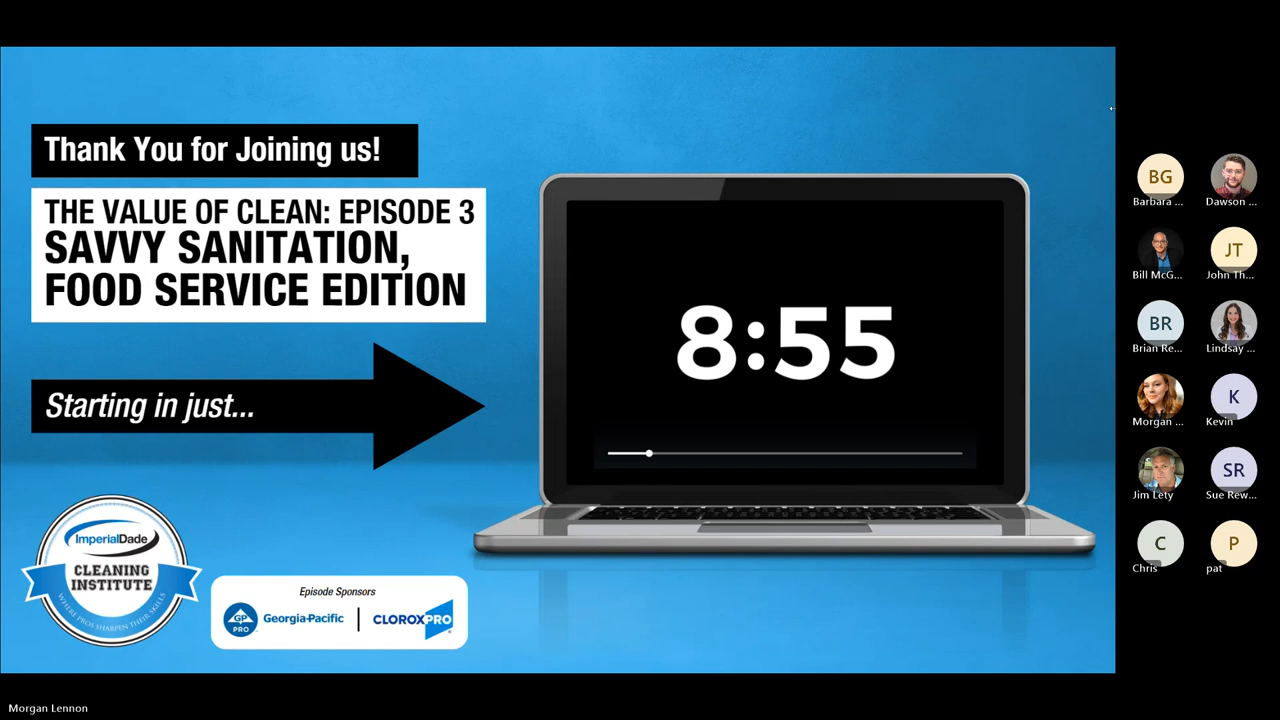 Thank You for Joining us!
THE VALUE OF CLEAN: EPISODE 3
SAVVY SANITATION,
FOOD SERVICE EDITION
Starting in just...
8:55
ImperialDade
CLEANING
INSTITUTE
WHERE PROS SHARPEN THEIR SKILLS
Episode Sponsors
GP
PRO
Georgia-Pacific
CLOROXPRO
BG
Barbara ...
Dawson ...
Bill McG...
JT
John Th...
BR
Brian Re...
Lindsay ...
Morgan ...
K
Kevin
Jim Lety
SR
Sue Rew...
C
Chris
P
pat
Morgan Lennon